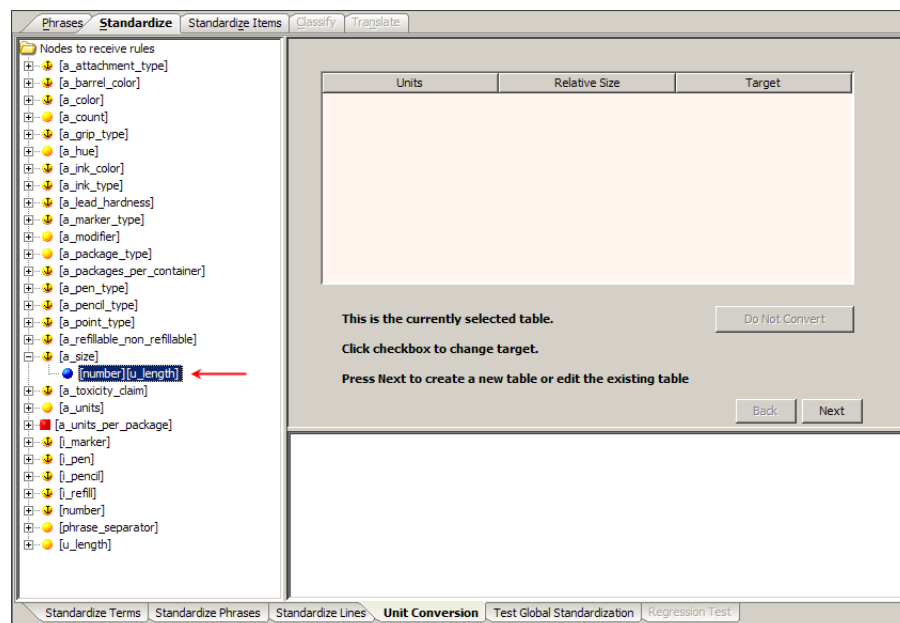 Phrases Standardize Standardize Items Classify Translate
Nodes to receive rules
[a_attachment_type]
[a_barrel_color]
[a_color]
[a_count]
[a_grip_type]
[a_hue]
[a_ink_color]
[a_ink_type]
[a_lead_hardness]
[a_marker_type]
[a_modifier]
[a_package_type]
[a_packages_per_container]
[a_pen_type]
[a_pencil_type]
[a_point_type]
[a_refillable_non_refillable]
[a_size]
[number][u_length]
[a_toxicity_claim]
[a_units]
[a_units_per_package]
[i_marker]
[i_pen]
[i_pencil]
[i_refill]
[number]
[phrase_separator]
[u_length]
Units Relative Size Target
This is the currently selected table.
Do Not Convert
Click checkbox to change target.
Press Next to create a new table or edit the existing table
Back Next
Standardize Terms Standardize Phrases Standardize Lines Unit Conversion Test Global Standardization Regression Test